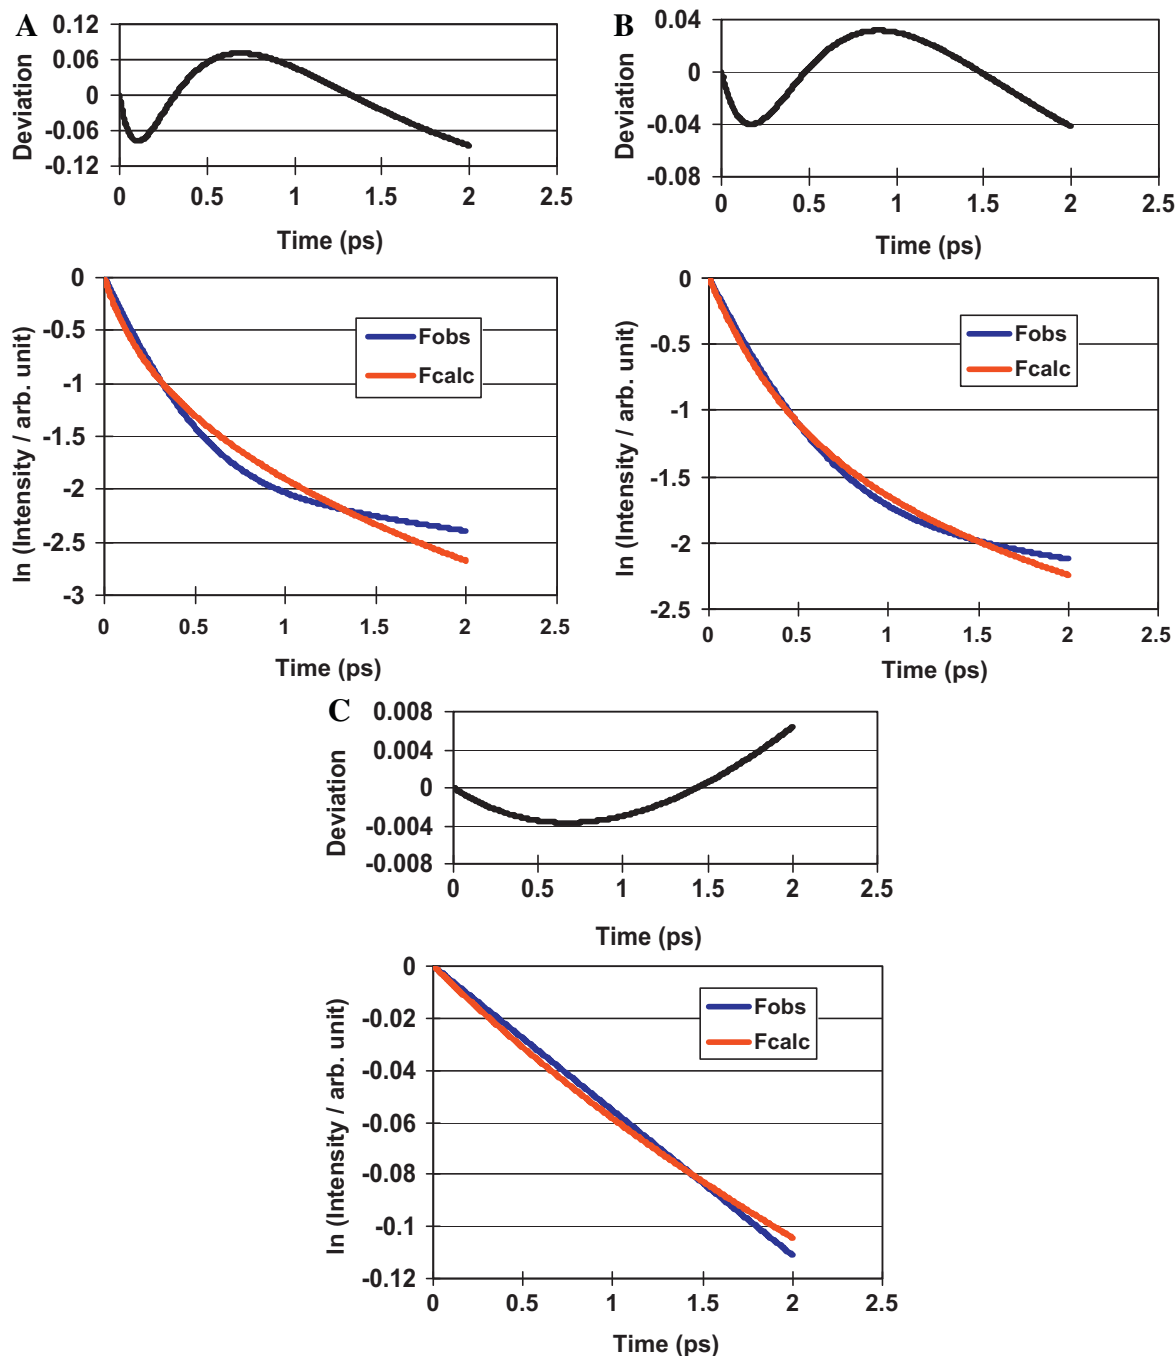 A
Deviation
0.12
0.06
0
-0.06
-0.12
0 0.5 1 1.5 2 2.5
Time (ps)
ln (Intensity / arb. unit)
0
-0.5
-1
-1.5
-2
-2.5
-3
Fobs
Fcalc
0 0.5 1 1.5 2 2.5
Time (ps)
B
Deviation
0.04
0
-0.04
-0.08
0 0.5 1 1.5 2 2.5
Time (ps)
ln (Intensity / arb. unit)
0
-0.5
-1
-1.5
-2
-2.5
Fobs
Fcalc
0 0.5 1 1.5 2 2.5
Time (ps)
C
Deviation
0.008
0.004
0
-0.004
-0.008
0 0.5 1 1.5 2 2.5
Time (ps)
ln (Intensity / arb. unit)
0
-0.02
-0.04
-0.06
-0.08
-0.1
-0.12
Fobs
Fcalc
0 0.5 1 1.5 2 2.5
Time (ps)